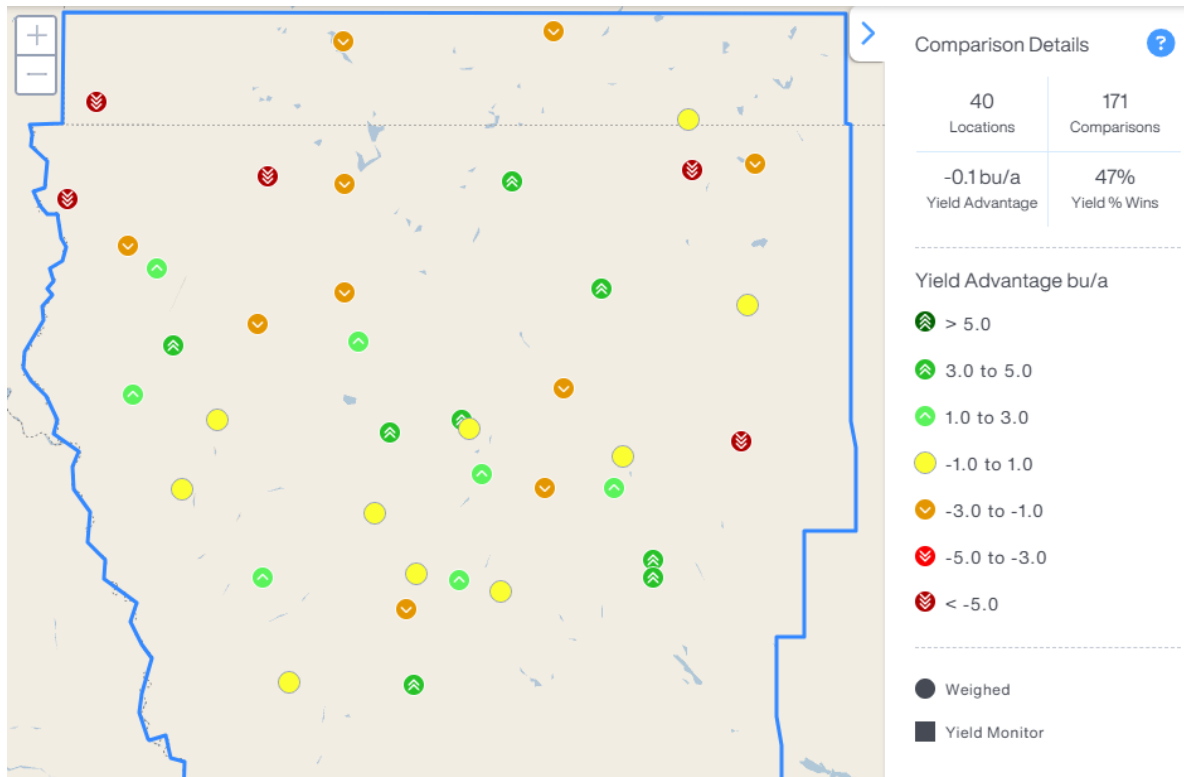 +
−
Comparison Details
?
40
Locations
171
Comparisons
-0.1 bu/a
Yield Advantage
47%
Yield % Wins
Yield Advantage bu/a
> 5.0
3.0 to 5.0
1.0 to 3.0
-1.0 to 1.0
-3.0 to -1.0
-5.0 to -3.0
< -5.0
Weighed
Yield Monitor